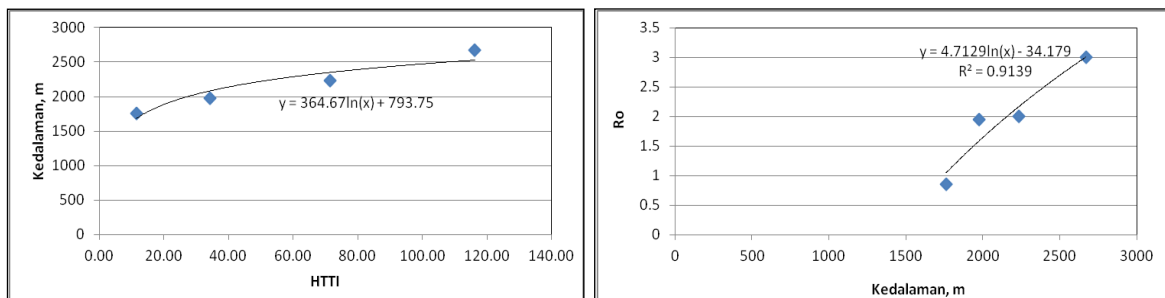 Kedalaman, m
3000
2500
2000
1500
1000
500
0
y = 364.67ln(x) + 793.75
0.00 20.00 40.00 60.00 80.00 100.00 120.00 140.00
HTTI
Ro
3.5
3
2.5
2
1.5
1
0.5
0
y = 4.7129ln(x) - 34.179
R² = 0.9139
0 500 1000 1500 2000 2500 3000
Kedalaman, m